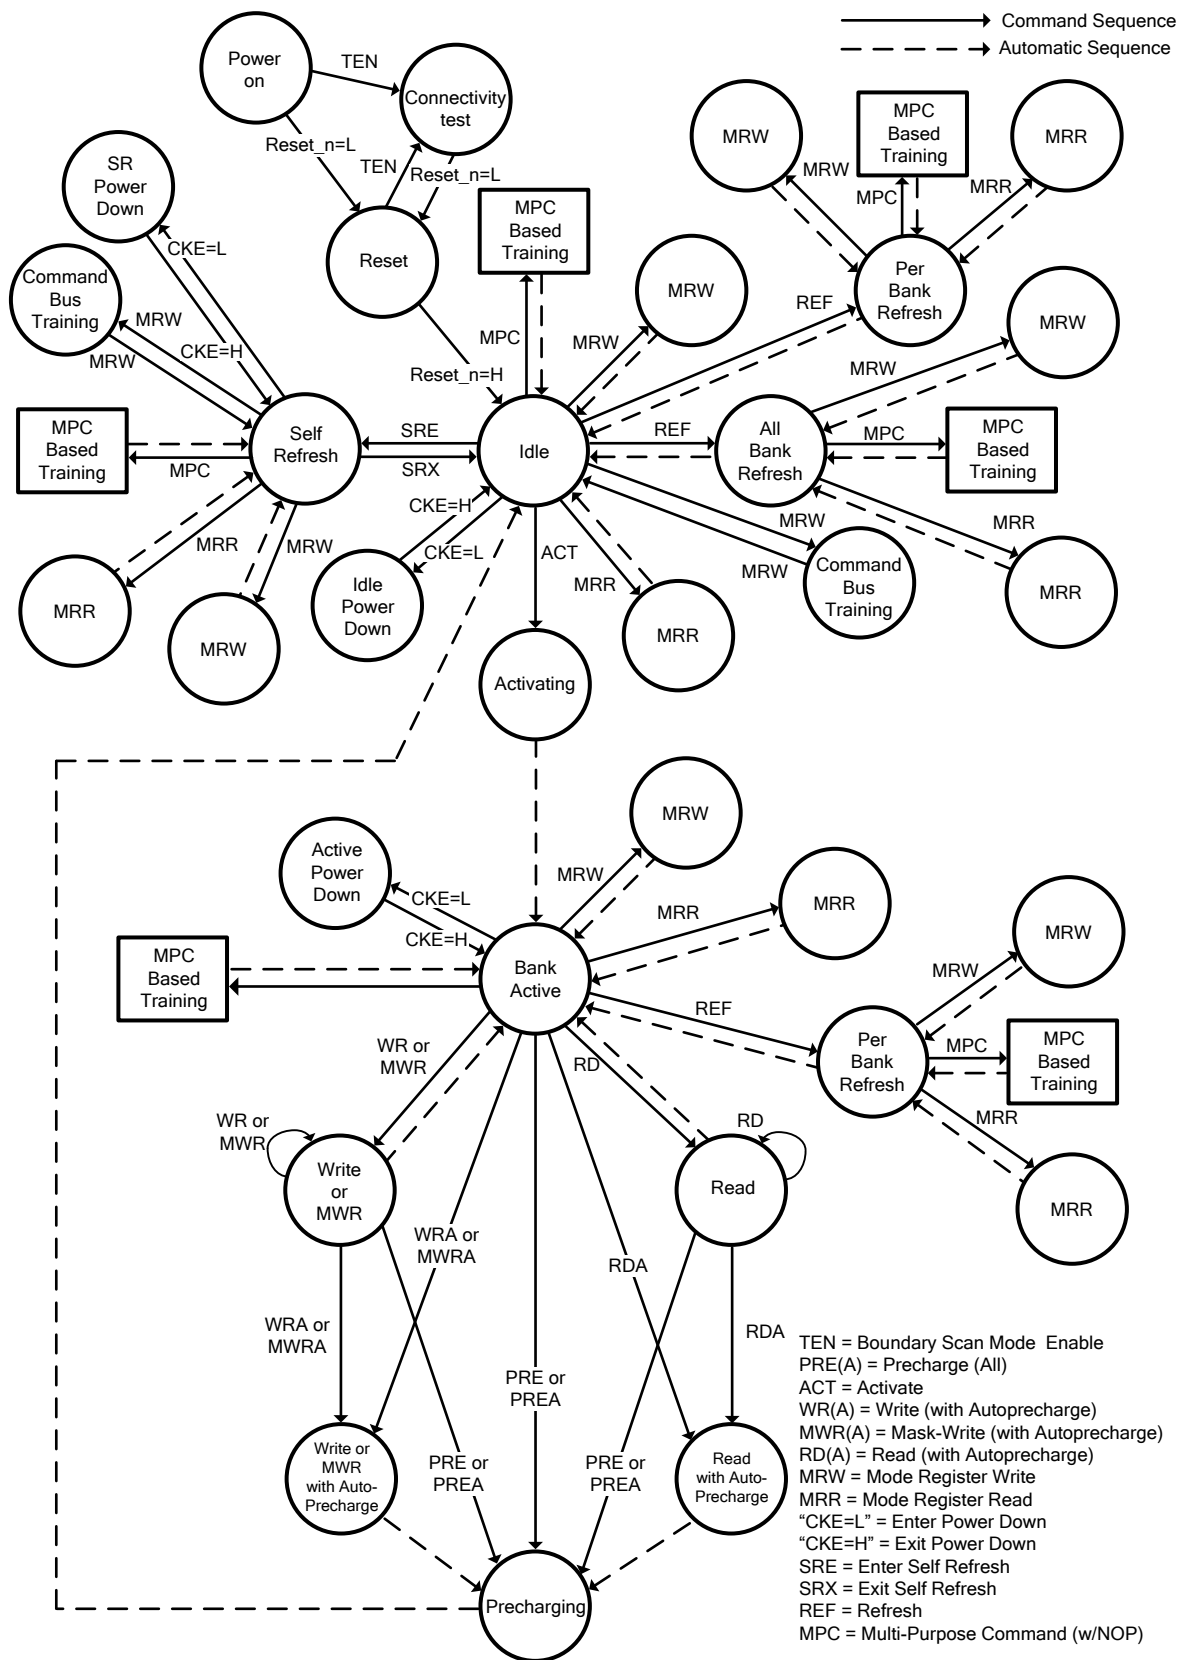 Command Sequence
Automatic Sequence
Power
on
TEN
Connectivity
test
Reset_n=L
TEN
Reset_n=L
Reset
Reset_n=H
SR
Power
Down
CKE=L
Command
Bus
Training
MRW
CKE=H
MRW
MPC
Based
Training
MPC
MRW
MRW
MPC
Based
Training
MRR
MRW
MPC
MRR
Per
Bank
Refresh
REF
MRW
MRW
MPC
Based
Training
MPC
Self
Refresh
SRE
SRX
Idle
REF
All
Bank
Refresh
MPC
MPC
Based
Training
MRR
MRW
MRR
MRW
CKE=H
CKE=L
Idle
Power
Down
ACT
MRR
MRR
MRW
MRW
Command
Bus
Training
MRR
MRR
Activating
Active
Power
Down
CKE=L
CKE=H
MRW
MRW
MRR
MRR
MPC
Based
Training
Bank
Active
REF
Per
Bank
Refresh
MRW
MRW
MPC
MPC
Based
Training
MRR
MRR
WR or
MWR
RD
WR or
MWR
Write
or
MWR
RD
Read
WRA or
MWRA
RDA
WRA or
MWRA
RDA
PRE or
PREA
PRE or
PREA
PRE or
PREA
Write or
MWR
with Auto-
Precharge
Read
with Auto-
Precharge
Precharging
TEN = Boundary Scan Mode  Enable
PRE(A) = Precharge (All)
ACT = Activate
WR(A) = Write (with Autoprecharge)
MWR(A) = Mask-Write (with Autoprecharge)
RD(A) = Read (with Autoprecharge)
MRW = Mode Register Write
MRR = Mode Register Read
“CKE=L” = Enter Power Down
“CKE=H” = Exit Power Down
SRE = Enter Self Refresh
SRX = Exit Self Refresh
REF = Refresh
MPC = Multi-Purpose Command (w/NOP)